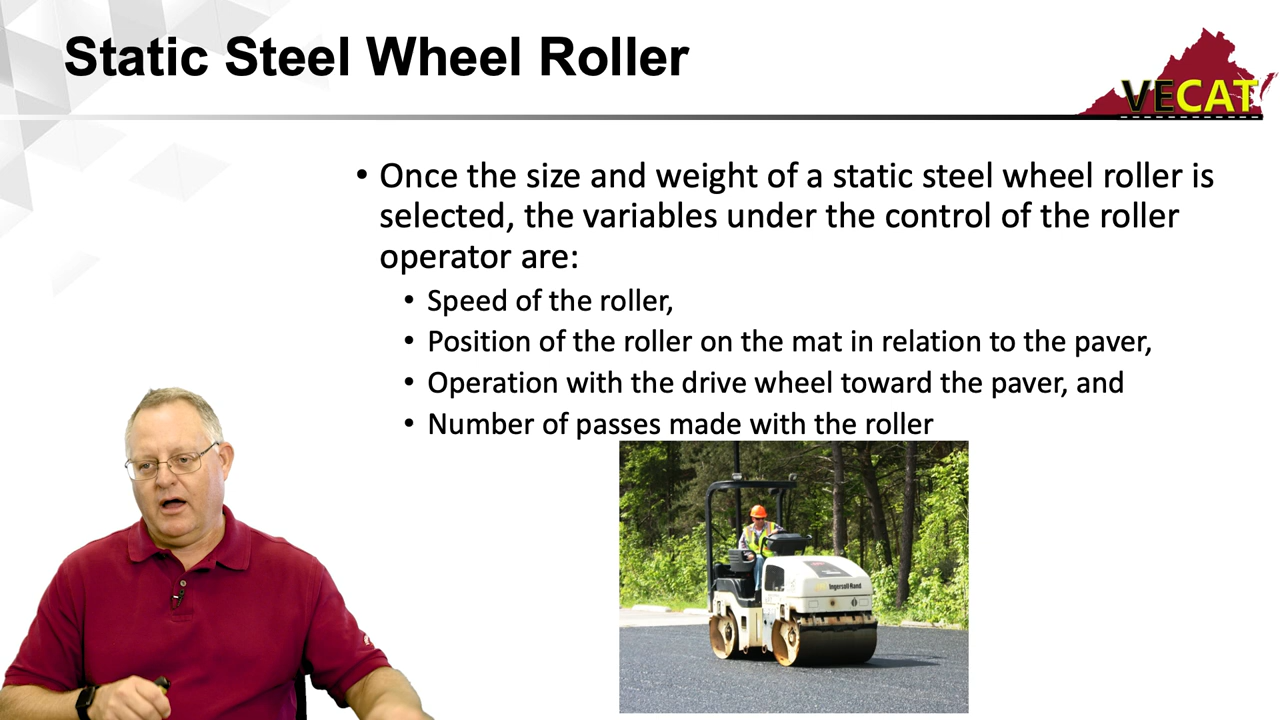 Static Steel Wheel Roller
VECAT
• Once the size and weight of a static steel wheel roller is
selected, the variables under the control of the roller
operator are:
• Speed of the roller,
• Position of the roller on the mat in relation to the paver,
• Operation with the drive wheel toward the paver, and
• Number of passes made with the roller
Ingersoll-Rand